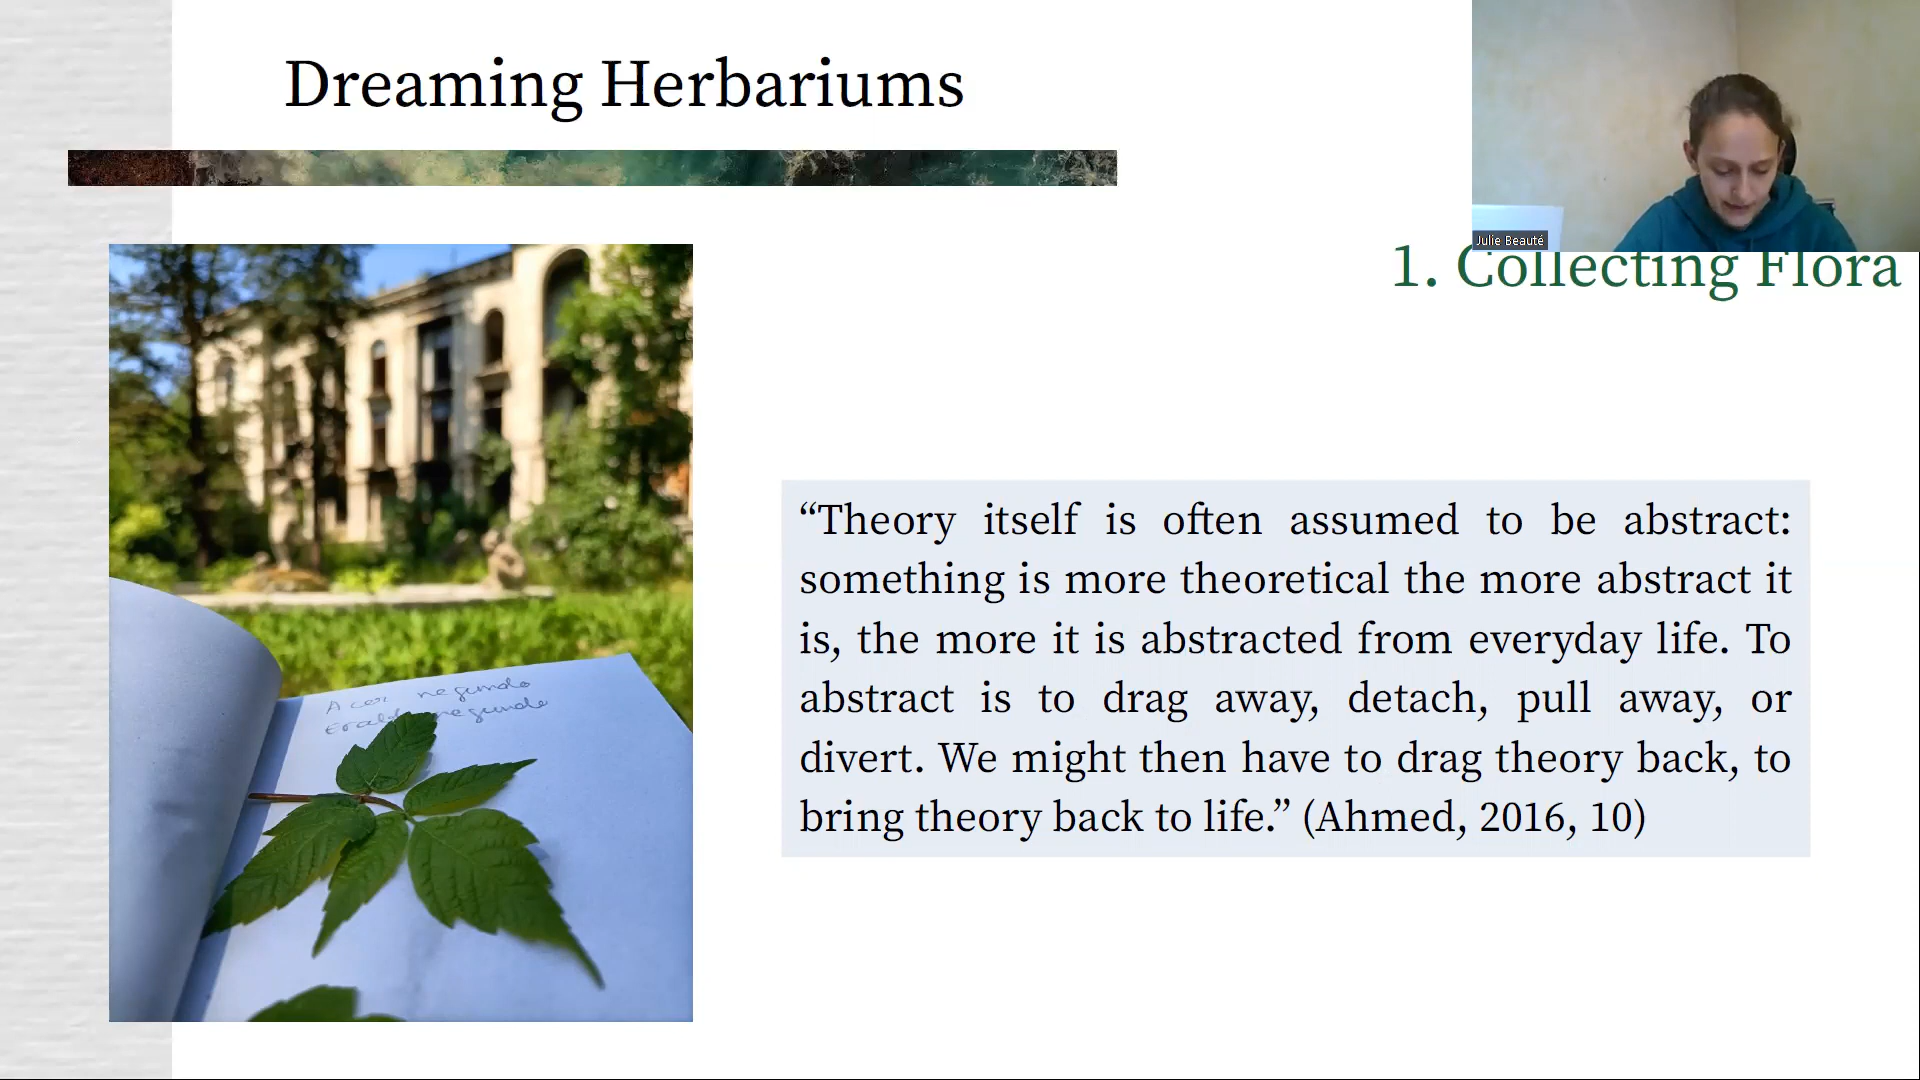 Dreaming Herbariums
Julie Beauté
1. Collecting Flora
“Theory itself is often assumed to be abstract:
something is more theoretical the more abstract it
is, the more it is abstracted from everyday life. To
abstract is to drag away, detach, pull away, or
divert. We might then have to drag theory back, to
bring theory back to life.” (Ahmed, 2016, 10)
Acer negundo
negundo